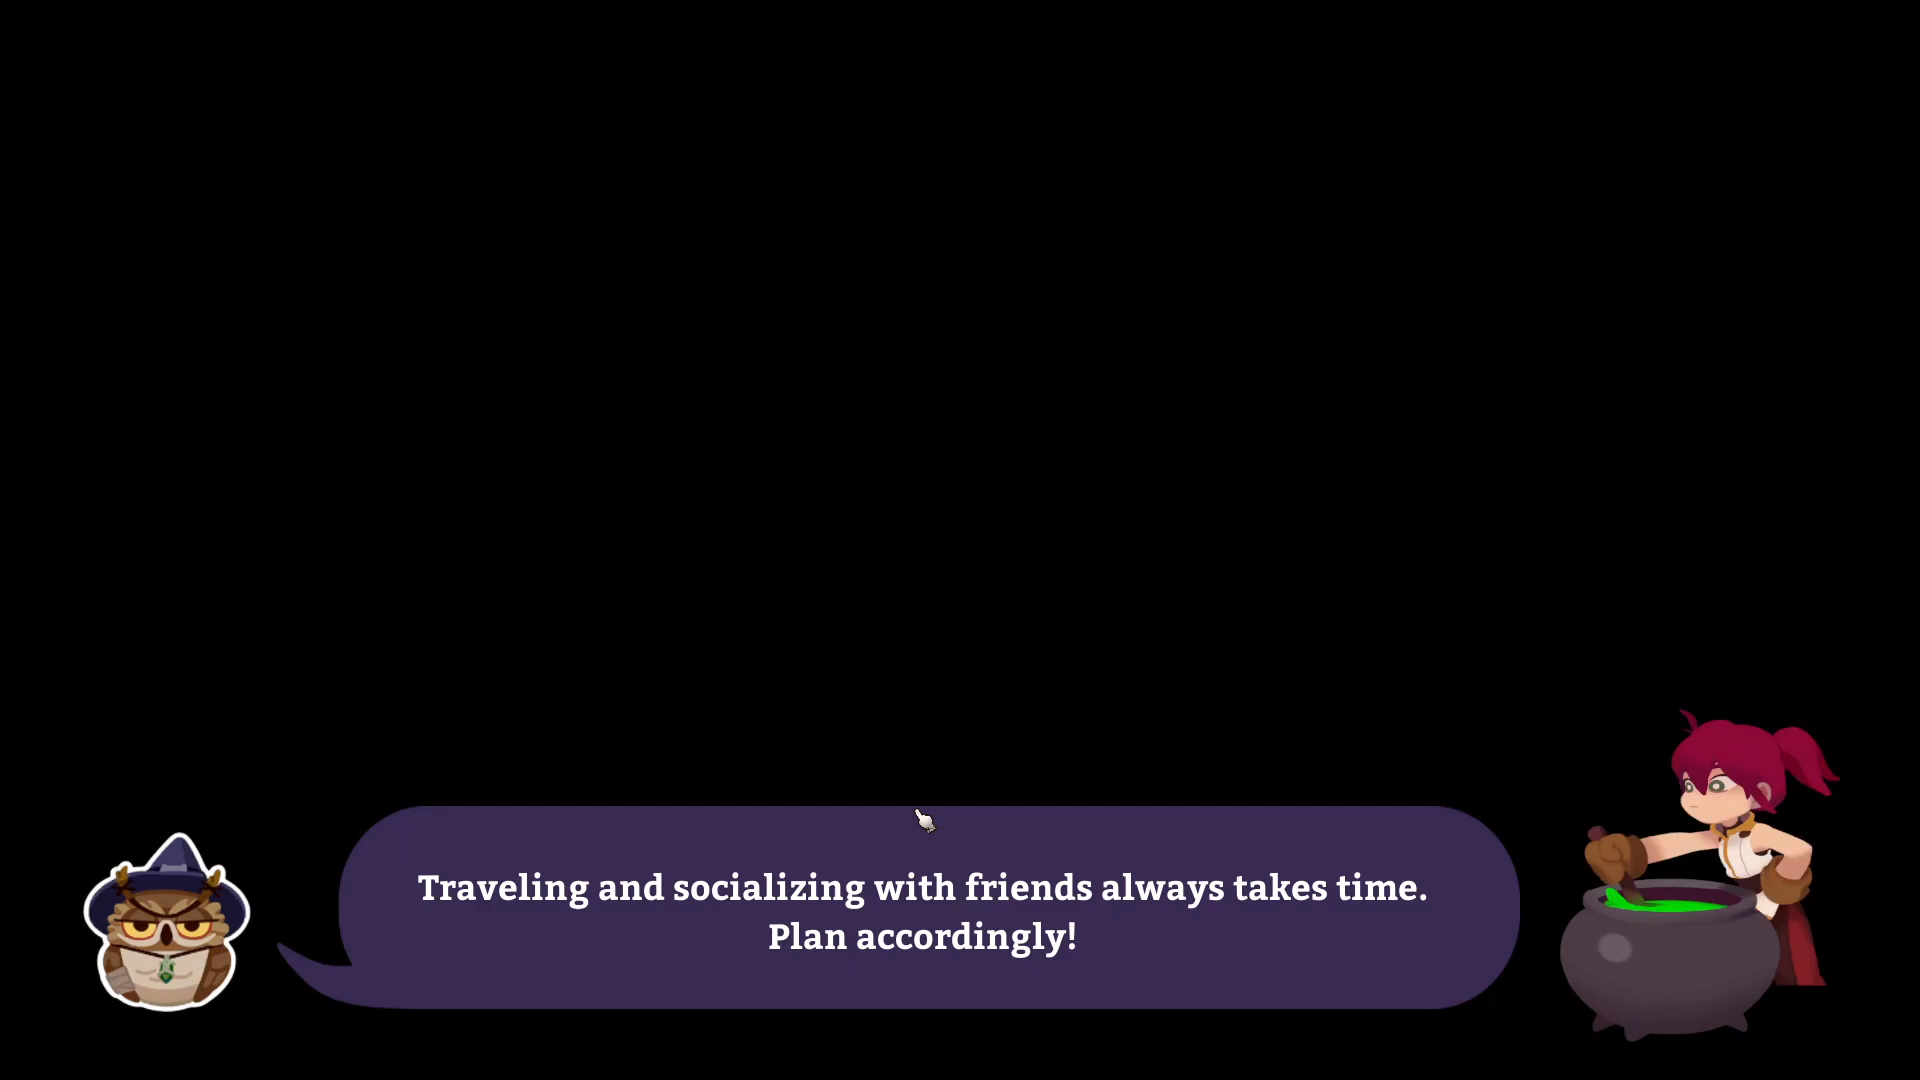 Traveling and socializing with friends always takes time.
Plan accordingly!